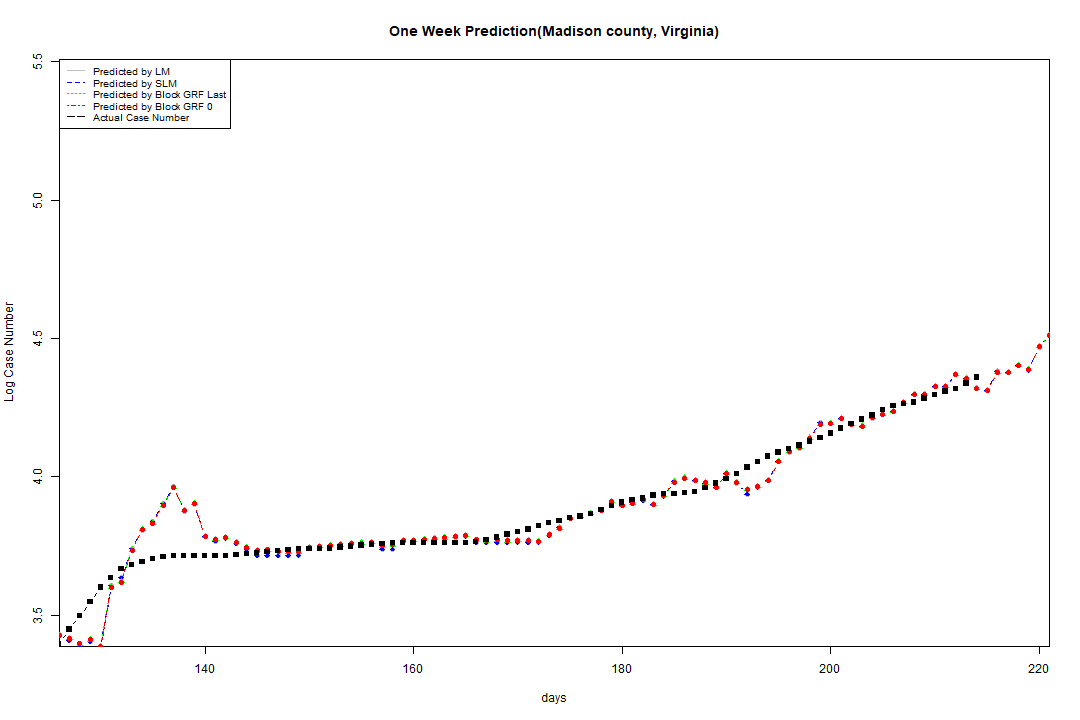 One Week Prediction(Madison county, Virginia)
5.5
5.0
4.5
4.0
3.5
Log Case Number
Predicted by LM
Predicted by SLM
Predicted by Block GRF Last
Predicted by Block GRF 0
Actual Case Number
140
160
180
200
220
days